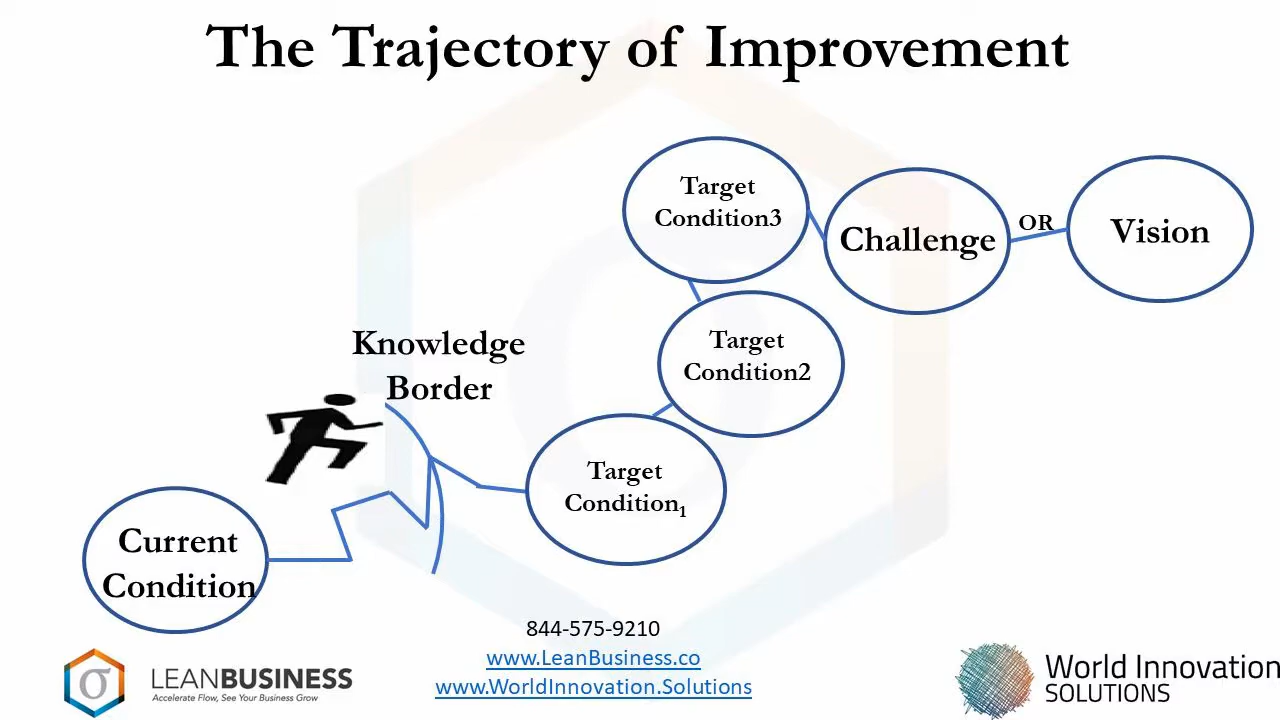 The Trajectory of Improvement
Target
Condition3
Challenge
OR
Vision
Knowledge
Border
Target
Condition2
Target
Condition1
Current
Condition
844-575-9210
www.LeanBusiness.co
www.WorldInnovation.Solutions
σ
LEANBUSINESS
Accelerate Flow, See Your Business Grow
World Innovation
SOLUTIONS